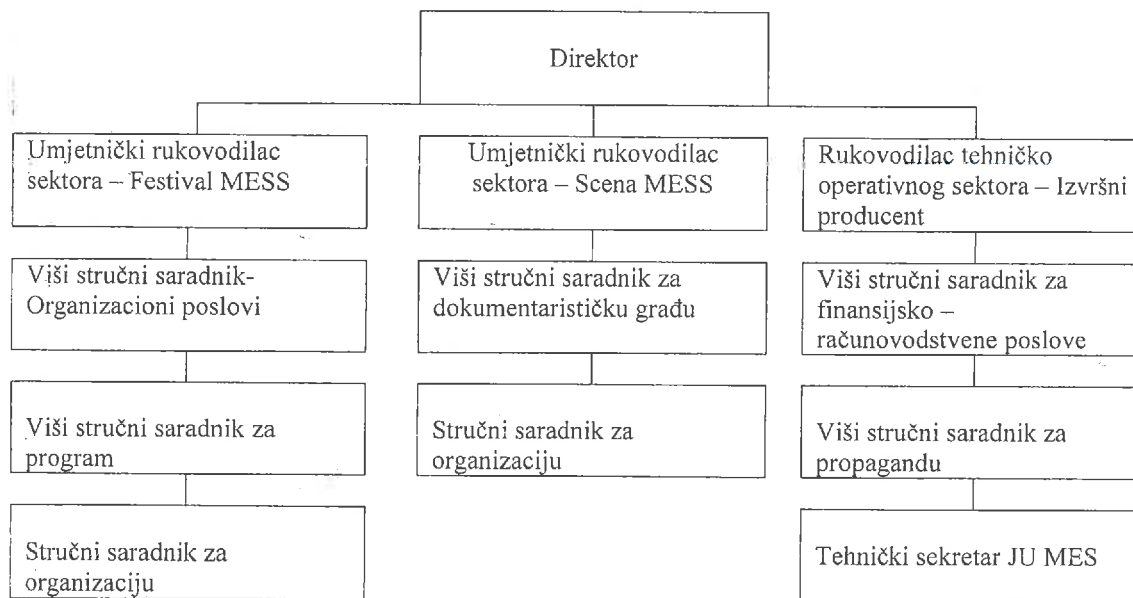 Direktor
Umjetnički rukovodilac
sektora – Festival MESS
Umjetnički rukovodilac
sektora – Scena MESS
Rukovodilac tehničko
operativnog sektora – Izvršni
producent
Viši stručni saradnik-
Organizacioni poslovi
Viši stručni saradnik za
dokumentarističku građu
Viši stručni saradnik za
finansijsko –
računovodstvene poslove
Viši stručni saradnik za
program
Stručni saradnik za
organizaciju
Viši stručni saradnik za
propagandu
Stručni saradnik za
organizaciju
Tehnički sekretar JU MES